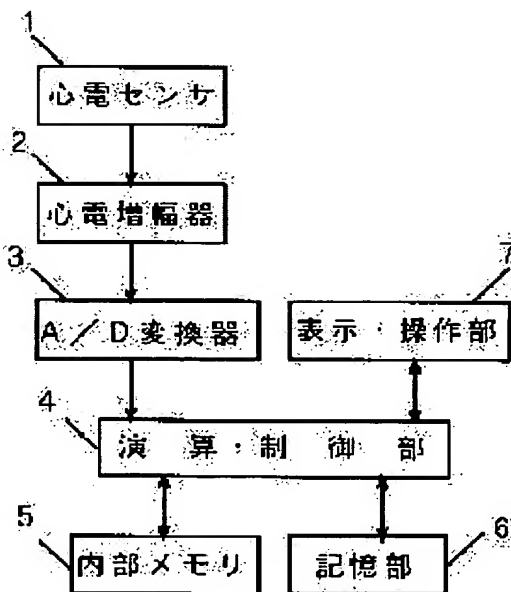 1
心電センサ
2
心電増幅器
3
7
A/D変換器
表示・操作部
4
演算・制御部
5
6
内部メモリ
記憶部